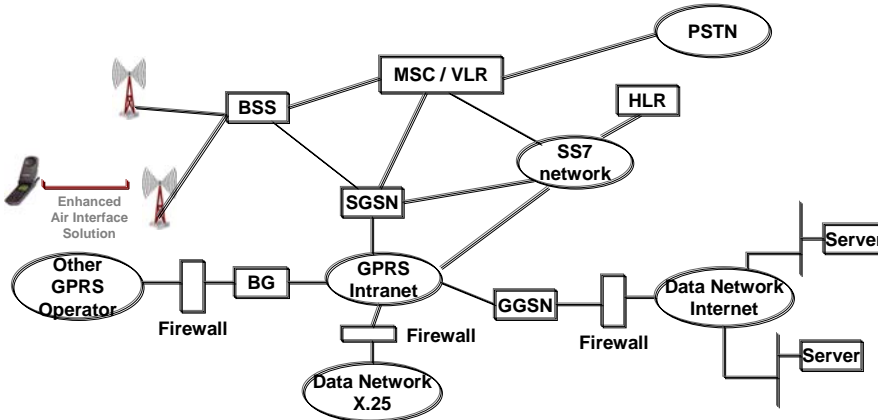 PSTN
MSC / VLR
BSS
HLR
SS7
network
Enhanced
Air Interface
Solution
SGSN
Other
GPRS
Operator
Firewall
BG
GPRS
Intranet
GGSN
Firewall
Data Network
Internet
Server
Server
Firewall
Data Network
X.25